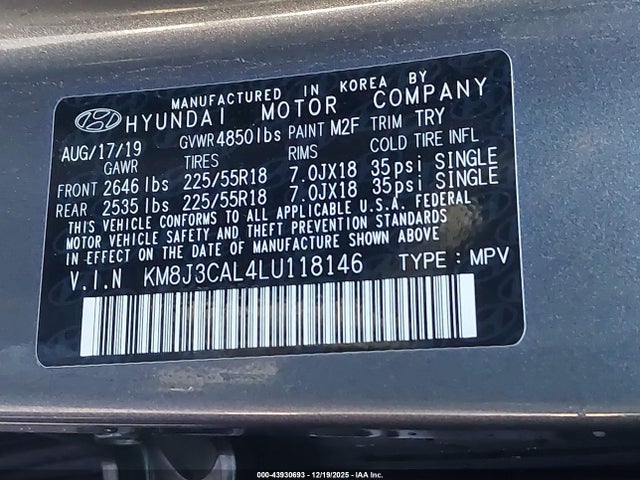 MANUFACTURED IN KOREA BY
HYUNDAI MOTOR COMPANY
AUG/17/19 GVWR 4850lbs PAINT M2F TRIM TRY
GAWR TIRES RIMS COLD TIRE INFL
FRONT 2646 lbs 225/55R18 7.0JX18 35psi SINGLE
REAR 2535 lbs 225/55R18 7.0JX18 35psi SINGLE
THIS VEHICLE CONFORMS TO ALL APPLICABLE U.S.A. FEDERAL
MOTOR VEHICLE SAFETY AND THEFT PREVENTION STANDARDS
IN EFFECT ON THE DATE OF MANUFACTURE SHOWN ABOVE
V.I.N KM8J3CAL4LU118146 TYPE : MPV
000-43930693 - 12/19/2025 - IAA Inc.